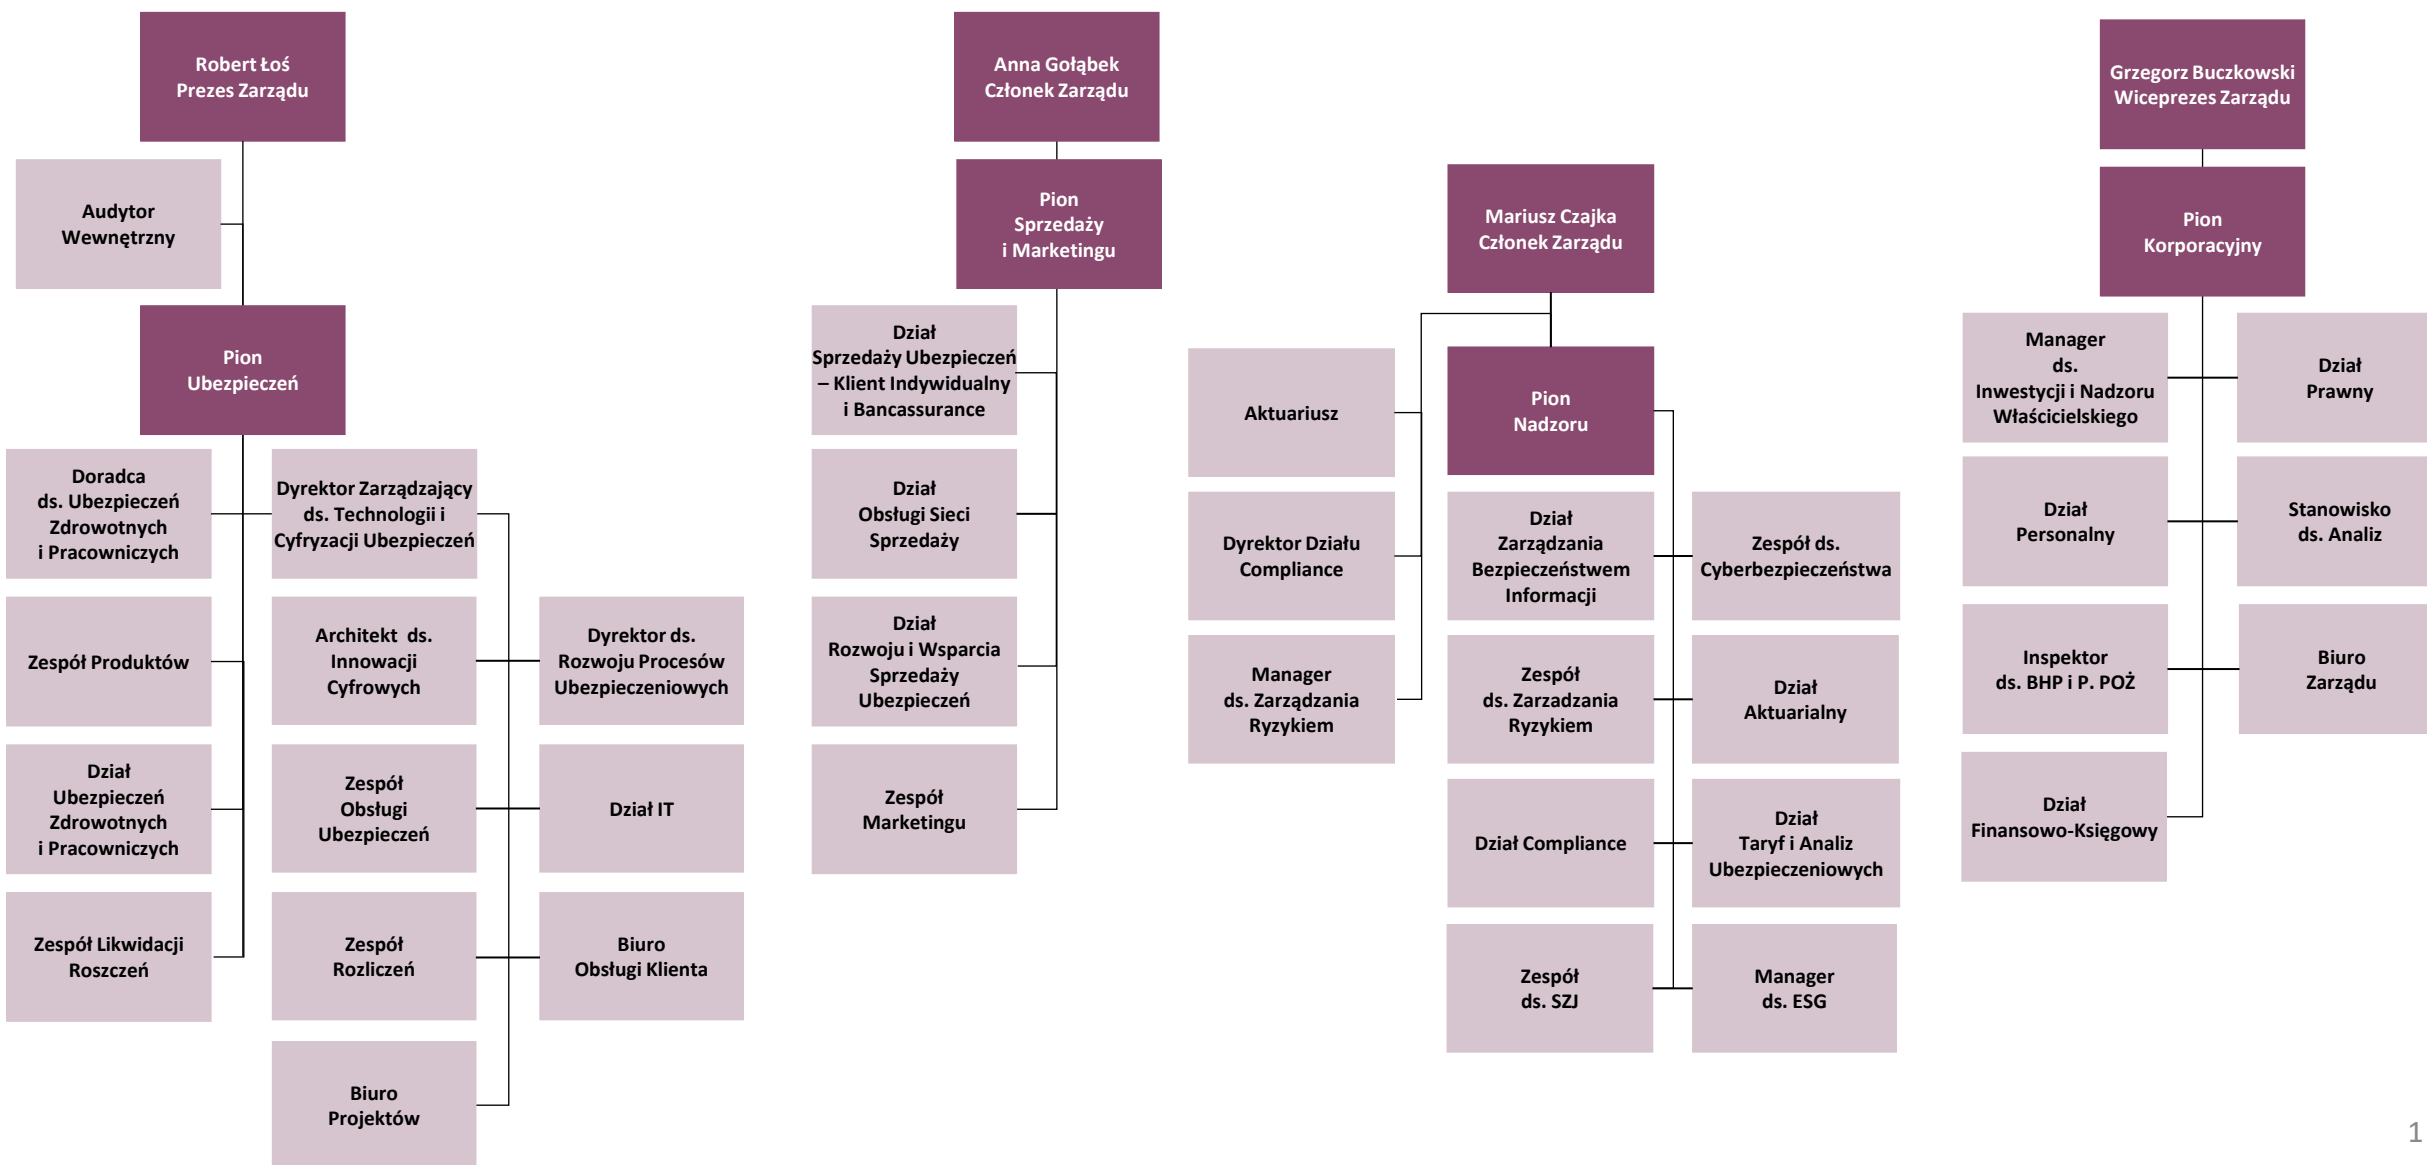 Robert Łoś
Prezes Zarządu
Audytor
Wewnętrzny
Pion
Ubezpieczeń
Doradca
ds. Ubezpieczeń
Zdrowotnych
i Pracowniczych
Dyrektor Zarządzający
ds. Technologii i
Cyfryzacji Ubezpieczeń
Zespół Produktów
Architekt ds.
Innowacji
Cyfrowych
Dyrektor ds.
Rozwoju Procesów
Ubezpieczeniowych
Dział
Ubezpieczeń
Zdrowotnych
i Pracowniczych
Zespół
Obsługi
Ubezpieczeń
Dział IT
Zespół Likwidacji
Roszczeń
Zespół
Rozliczeń
Biuro
Obsługi Klienta
Biuro
Projektów
Anna Gołąbek
Członek Zarządu
Pion
Sprzedaży
i Marketingu
Dział
Sprzedaży Ubezpieczeń
– Klient Indywidualny
i Bancassurance
Dział
Obsługi Sieci
Sprzedaży
Dział
Rozwoju i Wsparcia
Sprzedaży
Ubezpieczeń
Zespół
Marketingu
Mariusz Czajka
Członek Zarządu
Aktuariusz
Pion
Nadzoru
Dyrektor Działu
Compliance
Dział
Zarządzania
Bezpieczeństwem
Informacji
Zespół ds.
Cyberbezpieczeństwa
Manager
ds. Zarządzania
Ryzykiem
Zespół
ds. Zarzadzania
Ryzykiem
Dział
Aktuarialny
Dział Compliance
Dział
Taryf i Analiz
Ubezpieczeniowych
Zespół
ds. SZJ
Manager
ds. ESG
Grzegorz Buczkowski
Wiceprezes Zarządu
Pion
Korporacyjny
Manager
ds.
Inwestycji i Nadzoru
Właścicielskiego
Dział
Prawny
Dział
Personalny
Stanowisko
ds. Analiz
Inspektor
ds. BHP i P. POŻ
Biuro
Zarządu
Dział
Finansowo-Księgowy
1